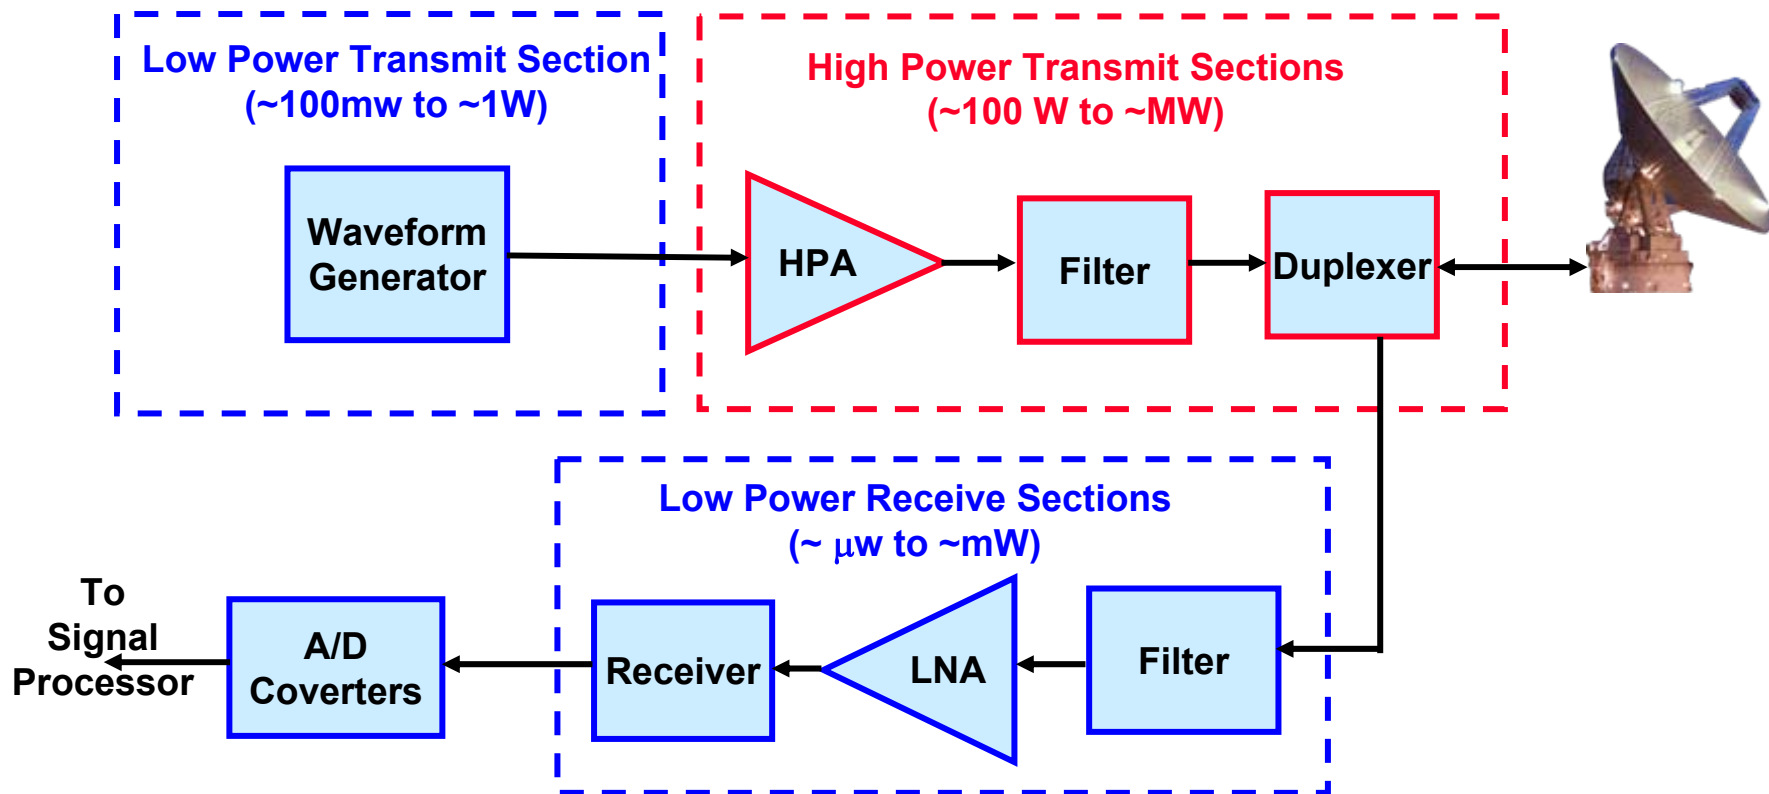 Low Power Transmit Section
(~100mw to ~1W)
High Power Transmit Sections
(~100 W to ~MW)
Waveform
Generator
HPA
Filter
Duplexer
Low Power Receive Sections
(~ μw to ~mW)
To
Signal
Processor
A/D
Coverters
Receiver
LNA
Filter